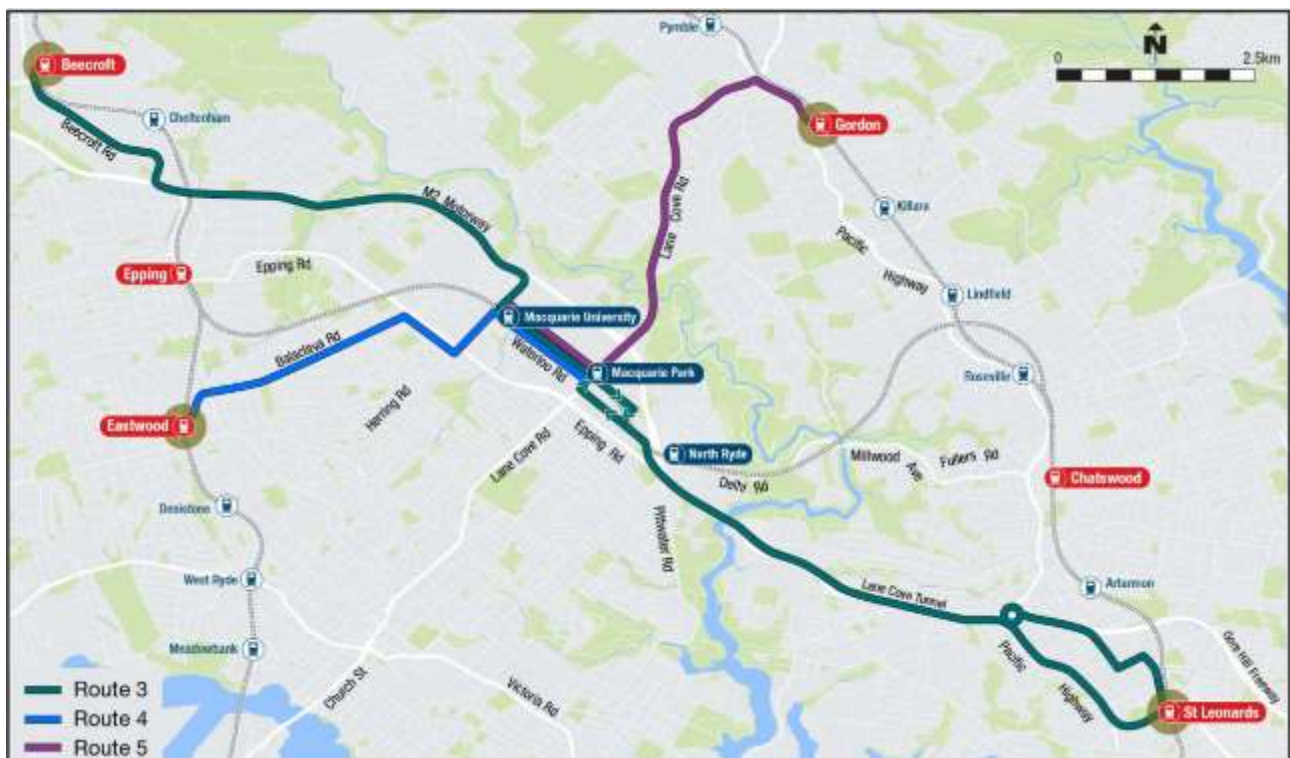 Pymble
N
0
2.5km
Beecroft
Cheltenham
Gordon
Beecroft Rd
M2 Motorway
Lane Cove Rd
Killara
Pacific
Highway
Epping
Epping Rd
Lindfield
Macquarie University
Balaclava Rd
Waterloo Rd
Macquarie Park
Roseville
Herring Rd
Eastwood
Lane Cove Rd
Epping Rd
North Ryde
Millwood
Ave
Fullers Rd
Delhi Rd
Chatswood
Denistone
Wicks Rd
West Ryde
Lane Cove Tunnel
Artarmon
Meadowbank
Pacific
Highway
Gore Hill Freeway
Church St
Victoria Rd
St Leonards
Route 3
Route 4
Route 5